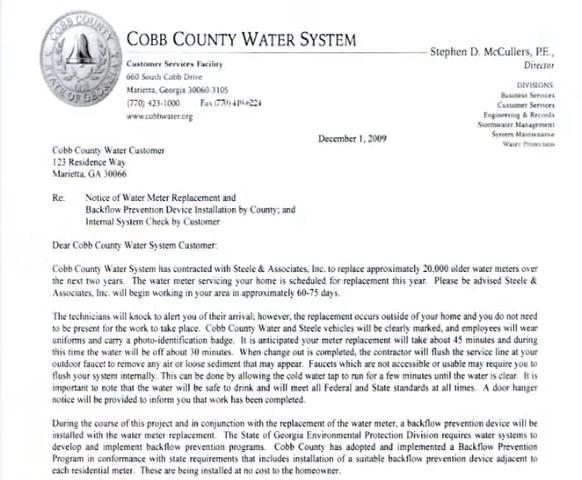 COBB COUNTY
STATE OF GEORGIA
COBB COUNTY WATER SYSTEM
Stephen D. McCullers, P.E.,
Director
Customer Services Facility
660 South Cobb Drive
Marietta, Georgia 30060-3105
(770) 423-1000 Fax (770) 419-6224
www.cobbwater.org
DIVISIONS
Business Services
Customer Services
Engineering & Records
Stormwater Management
System Maintenance
Water Protection
December 1, 2009
Cobb County Water Customer
123 Residence Way
Marietta, GA 30066
Re: Notice of Water Meter Replacement and
Backflow Prevention Device Installation by County; and
Internal System Check by Customer
Dear Cobb County Water System Customer:
Cobb County Water System has contracted with Steele & Associates, Inc. to replace approximately 20,000 older water meters over
the next two years. The water meter servicing your home is scheduled for replacement this year. Please be advised Steele &
Associates, Inc. will begin working in your area in approximately 60-75 days.
The technicians will knock to alert you of their arrival; however, the replacement occurs outside of your home and you do not need
to be present for the work to take place. Cobb County Water and Steele vehicles will be clearly marked, and employees will wear
uniforms and carry a photo-identification badge. It is anticipated your meter replacement will take about 45 minutes and during
this time the water will be off about 30 minutes. When change out is completed, the contractor will flush the service line at your
outdoor faucet to remove any air or loose sediment that may appear. Faucets which are not accessible or usable may require you to
flush your system internally. This can be done by allowing the cold water tap to run for a few minutes until the water is clear. It is
important to note that the water will be safe to drink and will meet all Federal and State standards at all times. A door hanger
notice will be provided to inform you that work has been completed.
During the course of this project and in conjunction with the replacement of the water meter, a backflow prevention device will be
installed with the water meter replacement. The State of Georgia Environmental Protection Division requires water systems to
develop and implement backflow prevention programs. Cobb County has adopted and implemented a Backflow Prevention
Program in conformance with state requirements that includes installation of a suitable backflow prevention device adjacent to
each residential meter. These are being installed at no cost to the homeowner.